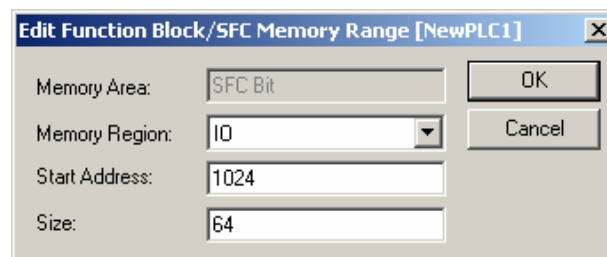 Edit Function Block/SFC Memory Range [NewPLC1]
Memory Area: SFC Bit OK
Memory Region: IO Cancel
Start Address: 1024
Size: 64